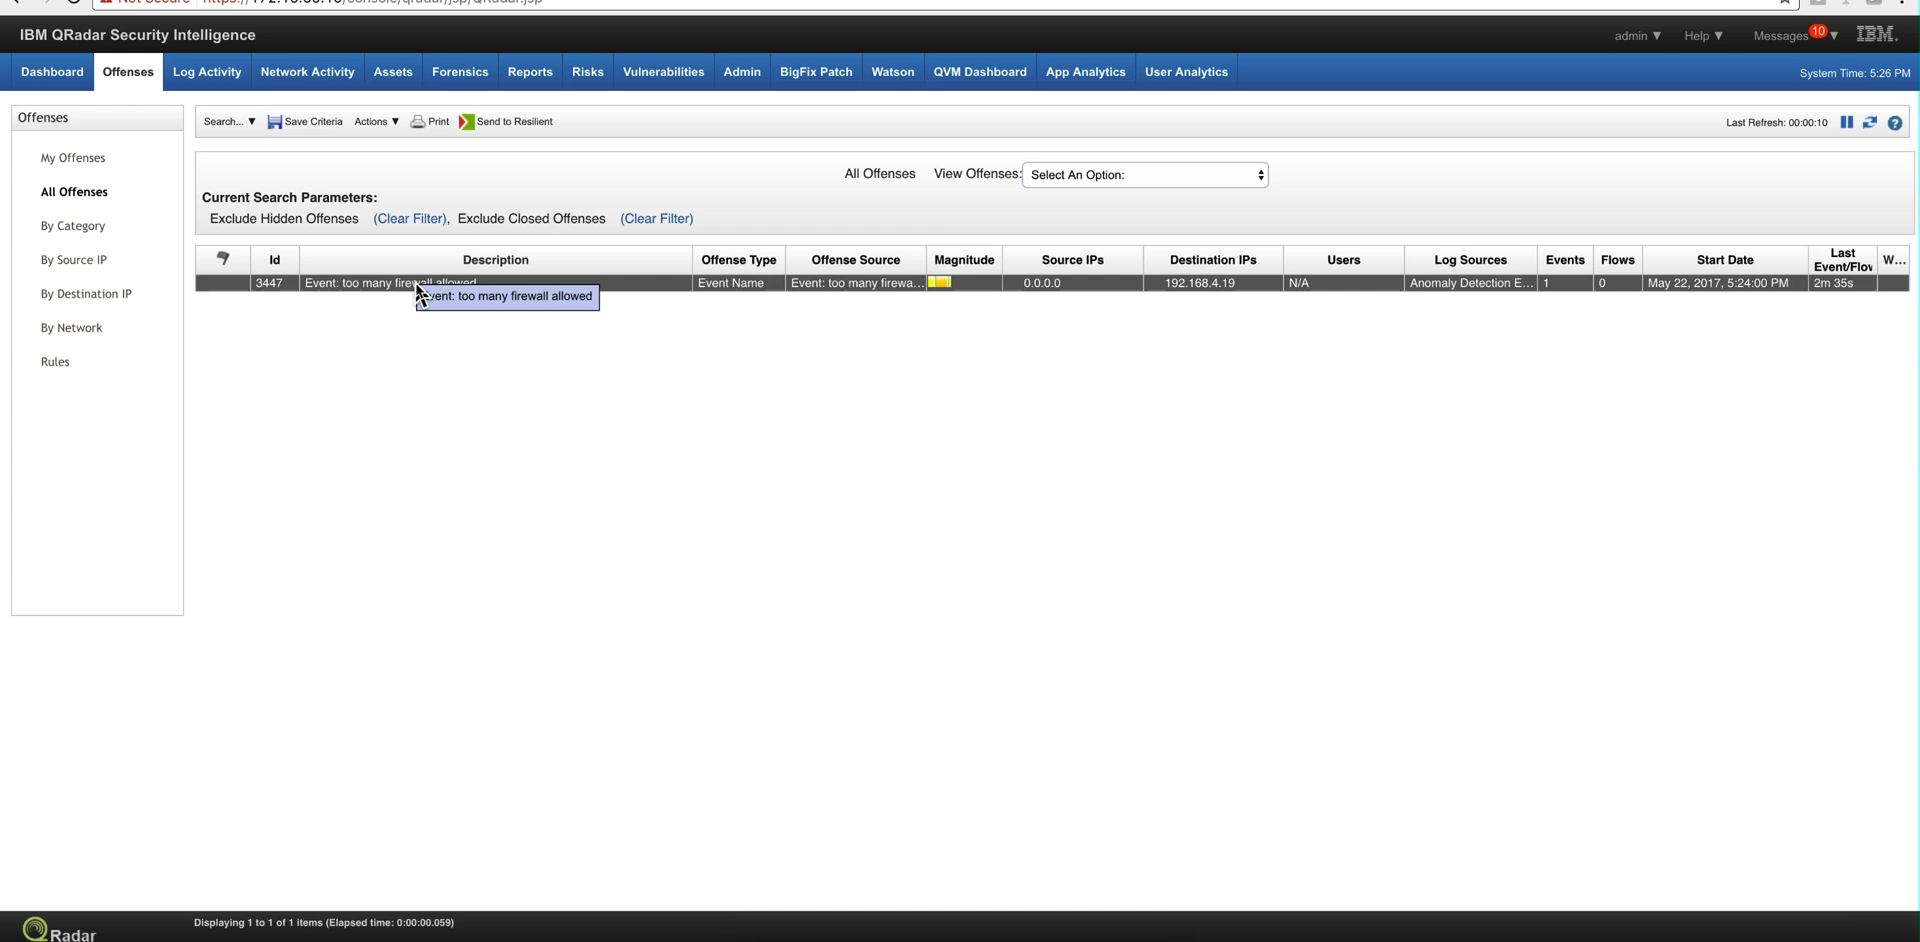 Not Secure
IBM QRadar Security Intelligence
admin ▼ Help ▼ Messages 10 ▼ IBM.
Dashboard Offenses Log Activity Network Activity Assets Forensics Reports Risks Vulnerabilities Admin BigFix Patch Watson QVM Dashboard App Analytics User Analytics System Time: 5:26 PM
Offenses
My Offenses
All Offenses
By Category
By Source IP
By Destination IP
By Network
Rules
Search... ▼ Save Criteria Actions ▼ Print Send to Resilient Last Refresh: 00:00:10
All Offenses View Offenses: Select An Option:
Current Search Parameters:
Exclude Hidden Offenses (Clear Filter), Exclude Closed Offenses (Clear Filter)
Id Description Offense Type Offense Source Magnitude Source IPs Destination IPs Users Log Sources Events Flows Start Date Last Event/Flow W...
3447 Event: too many firewall allowed Event Name Event: too many firewa... 0.0.0.0 192.168.4.19 N/A Anomaly Detection E... 1 0 May 22, 2017, 5:24:00 PM 2m 35s
Event: too many firewall allowed
Displaying 1 to 1 of 1 items (Elapsed time: 0:00:00.059)
QRadar